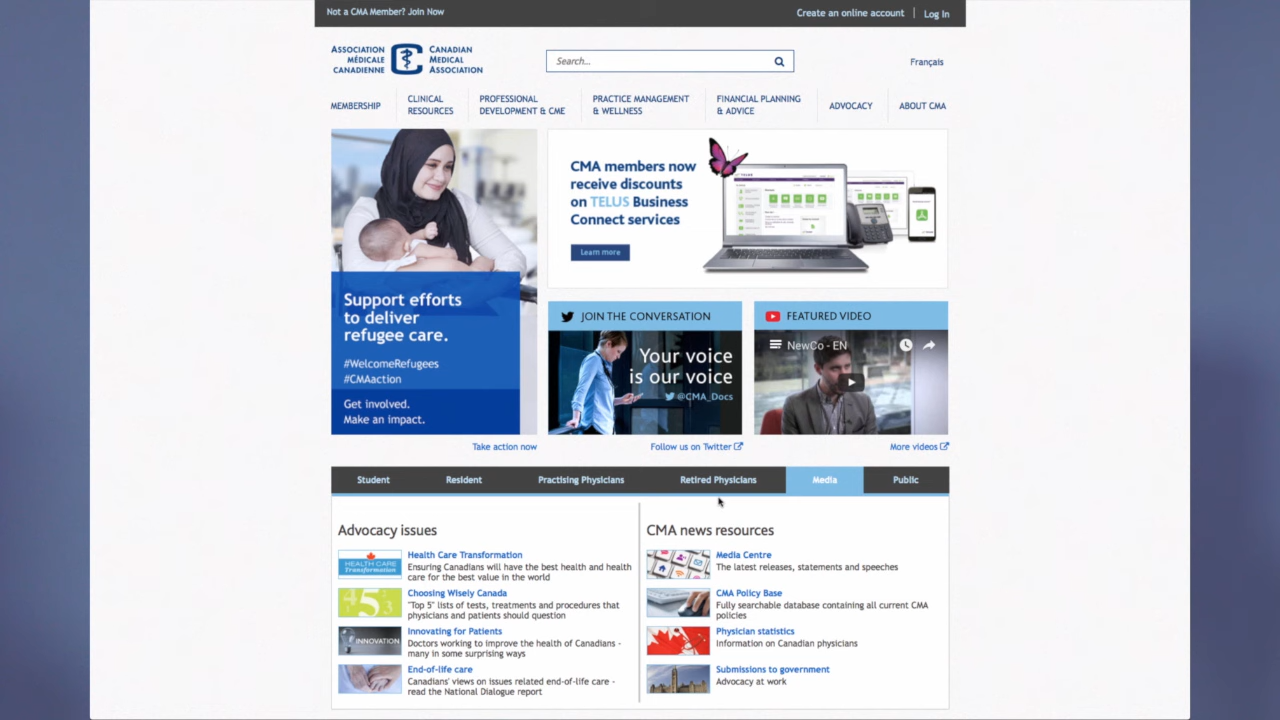 Not a CMA Member? Join Now
Create an online account
Log In
ASSOCIATION
MÉDICALE
CANADIENNE
CANADIAN
MEDICAL
ASSOCIATION
Search...
Français
MEMBERSHIP
CLINICAL
RESOURCES
PROFESSIONAL
DEVELOPMENT & CME
PRACTICE MANAGEMENT
& WELLNESS
FINANCIAL PLANNING
& ADVICE
ADVOCACY
ABOUT CMA
Support efforts
to deliver
refugee care.
#WelcomeRefugees
#CMAaction
Get involved.
Make an impact.
Take action now
CMA members now
receive discounts
on TELUS Business
Connect services
Learn more
JOIN THE CONVERSATION
Your voice
is our voice
@CMA_Docs
Follow us on Twitter
FEATURED VIDEO
NewCo - EN
More videos
Student
Resident
Practising Physicians
Retired Physicians
Media
Public
Advocacy issues
HEALTH CARE
Transformation
Health Care Transformation
Ensuring Canadians will have the best health and health
care for the best value in the world
Choosing Wisely Canada
"Top 5" lists of tests, treatments and procedures that
physicians and patients should question
INNOVATION
Innovating for Patients
Doctors working to improve the health of Canadians -
many in some surprising ways
End-of-life care
Canadians' views on issues related end-of-life care -
read the National Dialogue report
CMA news resources
Media Centre
The latest releases, statements and speeches
CMA Policy Base
Fully searchable database containing all current CMA
policies
Physician statistics
Information on Canadian physicians
Submissions to government
Advocacy at work